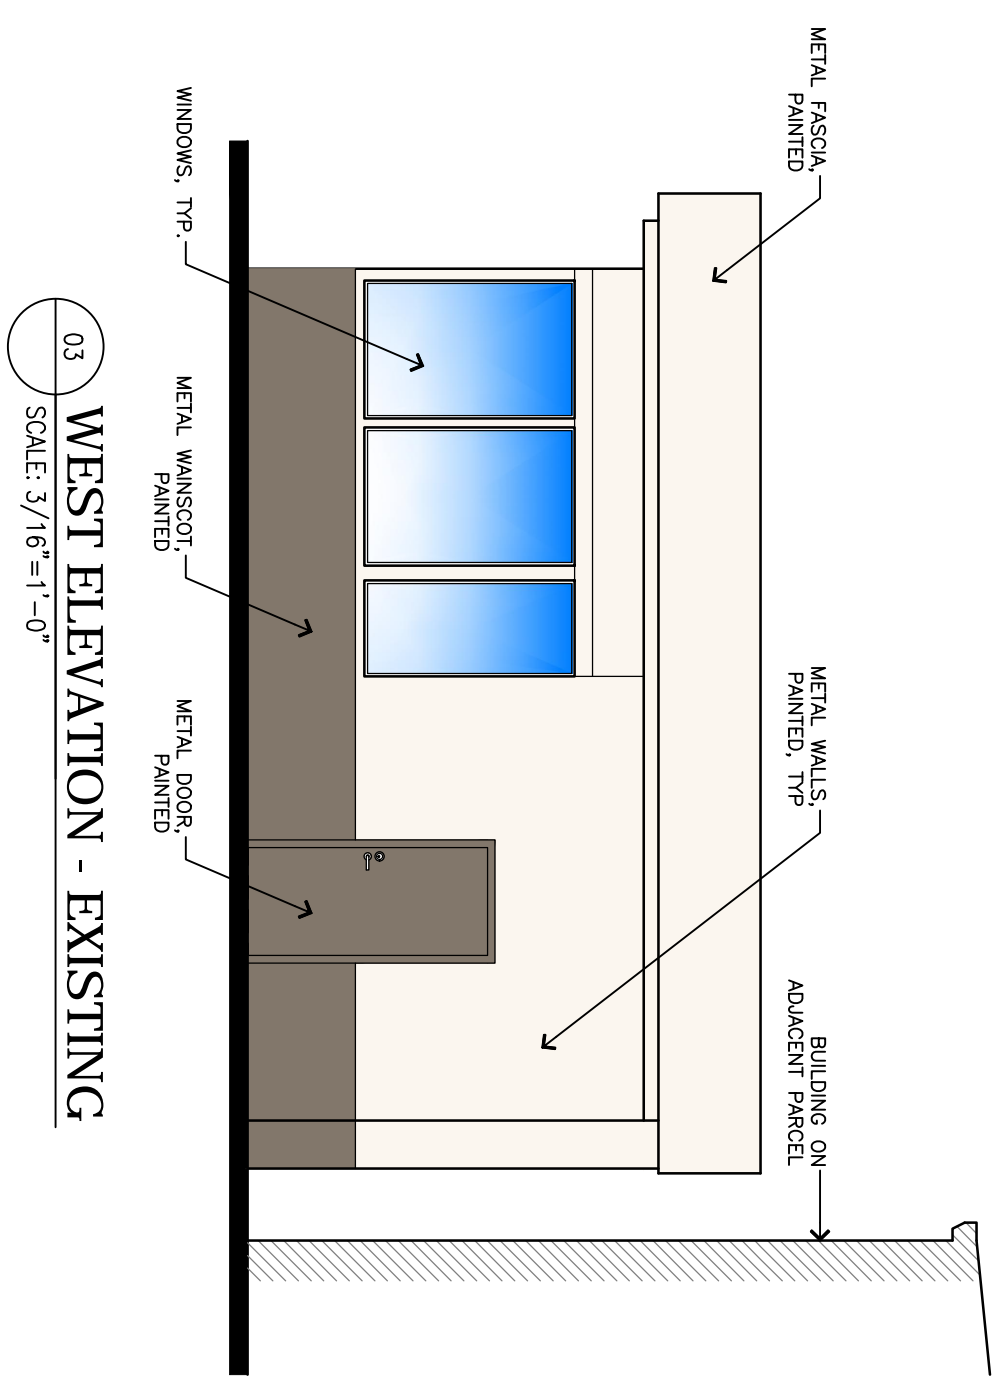 METAL FASCIA,
PAINTED
METAL WALLS,
PAINTED, TYP
BUILDING ON
ADJACENT PARCEL
WINDOWS, TYP.
METAL WAINSCOT,
PAINTED
METAL DOOR,
PAINTED
03
WEST ELEVATION - EXISTING
SCALE: 3/16"=1'-0"